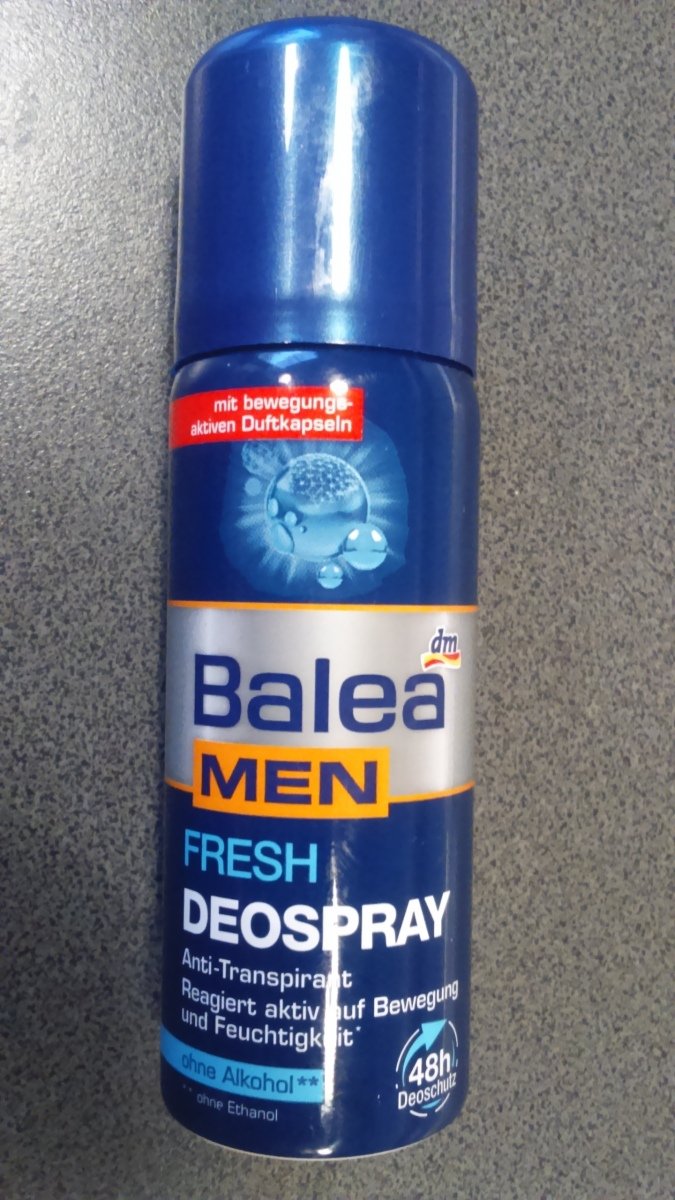 mit bewegungs-
aktiven Duftkapseln
dm
Balea
MEN
FRESH
DEOSPRAY
Anti-Transpirant
Reagiert aktiv auf Bewegung
und Feuchtigkeit*
ohne Alkohol**
** ohne Ethanol
48h
Deoschutz